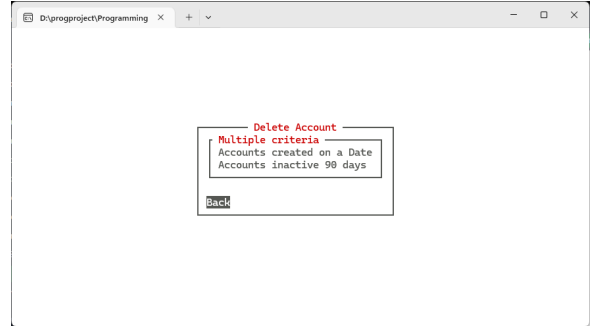 D:\progproject\Programming
Delete Account
Multiple criteria
Accounts created on a Date
Accounts inactive 90 days
Back